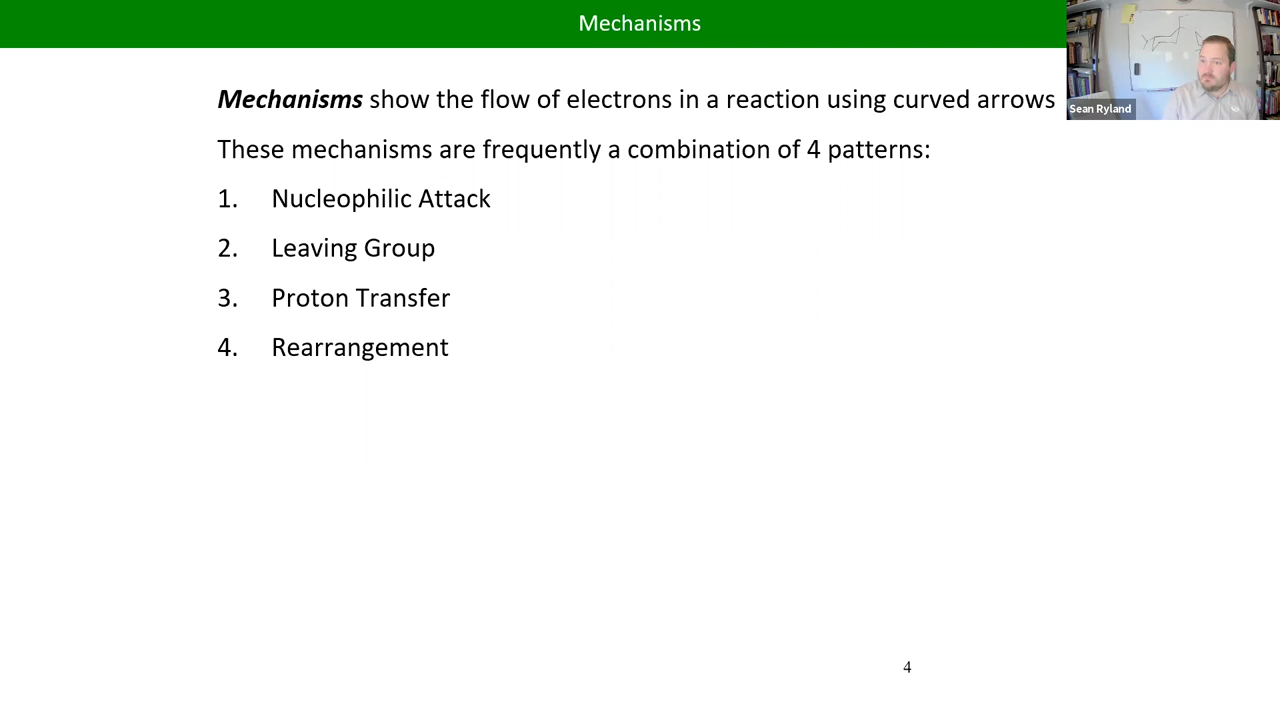 Mechanisms
Mechanisms show the flow of electrons in a reaction using curved arrows
These mechanisms are frequently a combination of 4 patterns:
1. Nucleophilic Attack
2. Leaving Group
3. Proton Transfer
4. Rearrangement
Sean Ryland
4